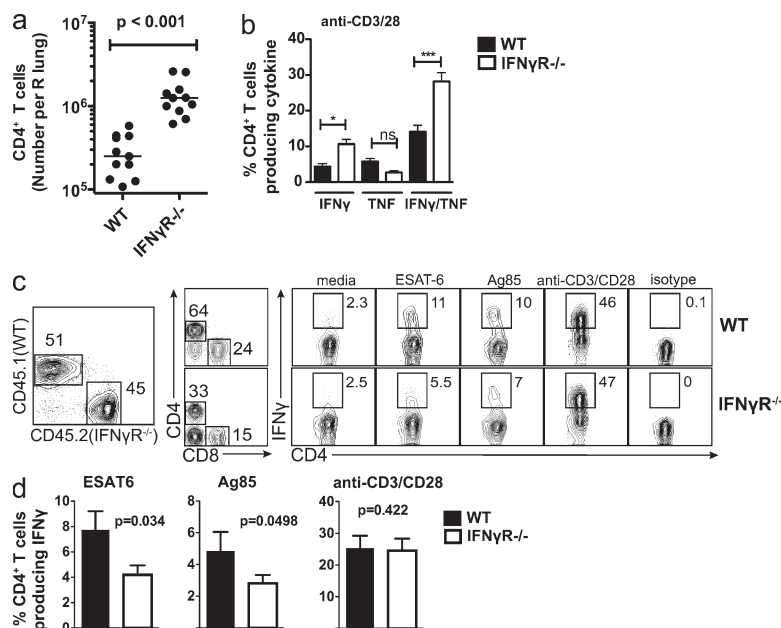 a
p < 0.001
10⁷
10⁶
10⁵
CD4⁺ T cells
(Number per R lung)
WT
IFNγR-/-
b
anti-CD3/28
WT
IFNγR-/-
% CD4⁺ T cells
producing cytokine
40
30
20
10
0
*
ns
***
IFNγ
TNF
IFNγ/TNF
c
CD45.1(WT)
51
45
CD45.2(IFNγR⁻/⁻)
64
24
33
15
CD4
CD8
IFNγ
media
ESAT-6
Ag85
anti-CD3/CD28
isotype
2.3
11
10
46
0.1
WT
2.5
5.5
7
47
0
IFNγR⁻/⁻
CD4
d
% CD4⁺ T cells
producing IFNγ
ESAT6
10
8
6
4
2
0
p=0.034
Ag85
8
6
4
2
p=0.0498
anti-CD3/CD28
40
30
20
10
p=0.422
WT
IFNγR-/-